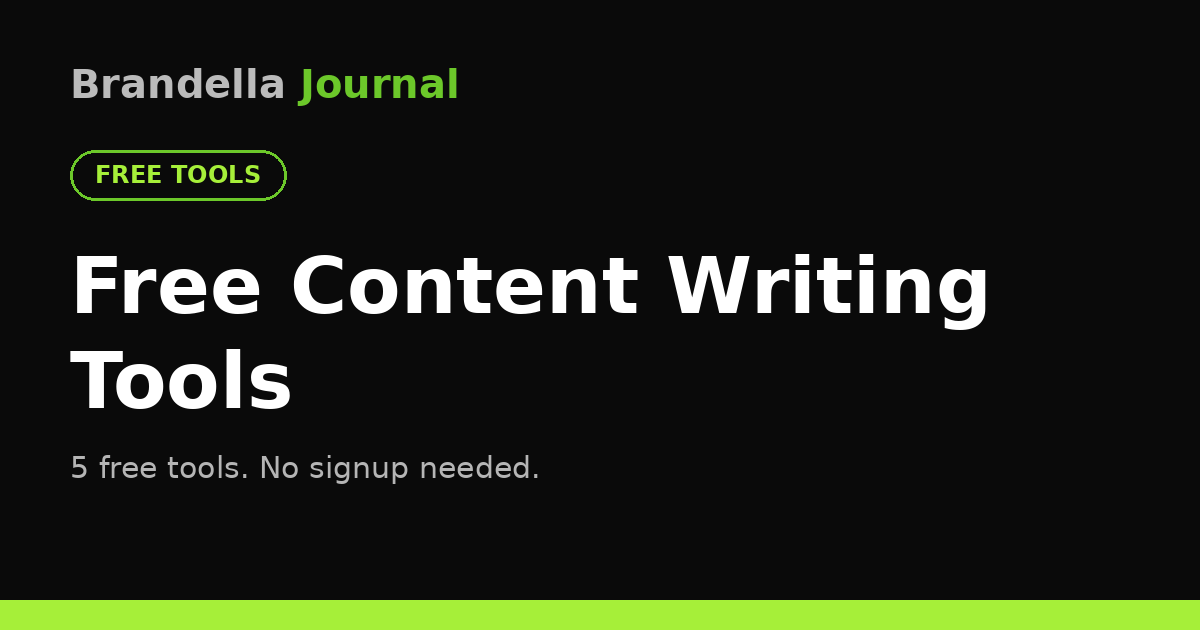 Brandella Journal
FREE TOOLS
Free Content Writing
Tools
5 free tools. No signup needed.